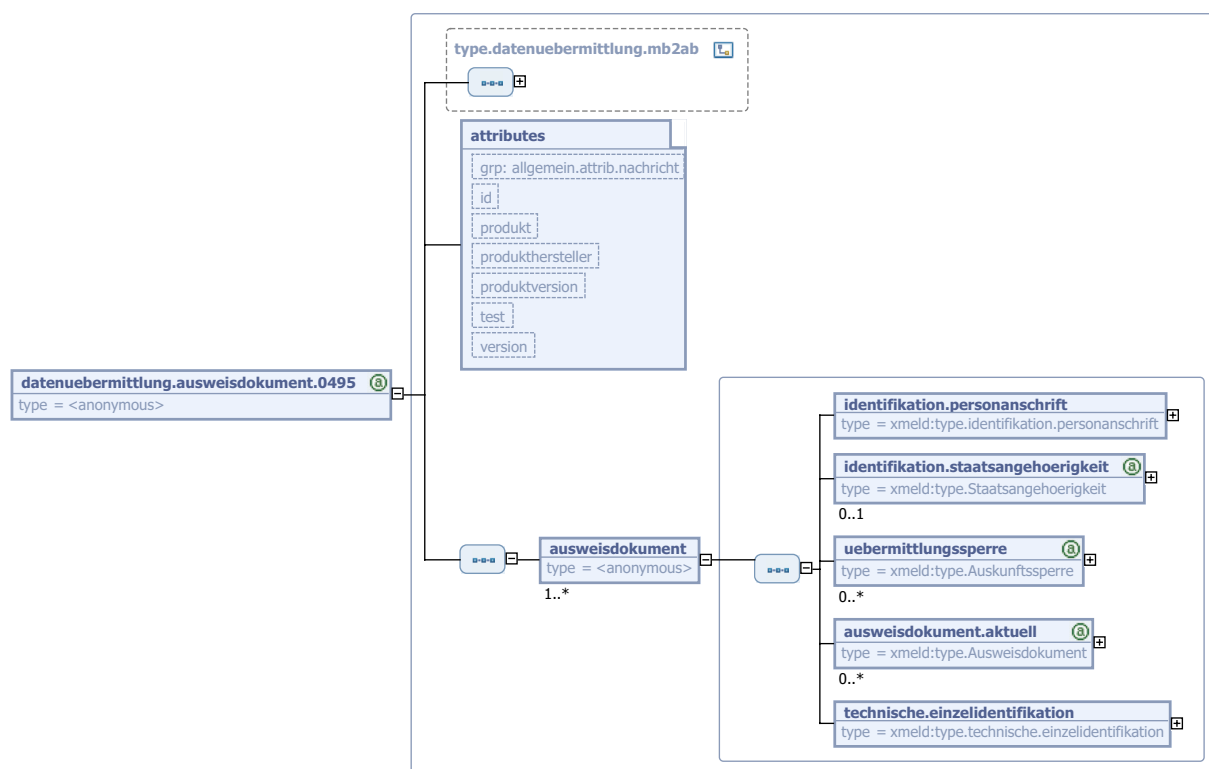 type.datenuebermittlung.mb2ab
attributes
grp: allgemein.attrib.nachricht
id
produkt
produkthersteller
produktversion
test
version
datenuebermittlung.ausweisdokument.0495
type = <anonymous>
ausweisdokument
type = <anonymous>
1..*
identifikation.personanschrift
type = xmeld:type.identifikation.personanschrift
identifikation.staatsangehoerigkeit
type = xmeld:type.Staatsangehoerigkeit
0..1
uebermittlungssperre
type = xmeld:type.Auskunftssperre
0..*
ausweisdokument.aktuell
type = xmeld:type.Ausweisdokument
0..*
technische.einzelidentifikation
type = xmeld:type.technische.einzelidentifikation